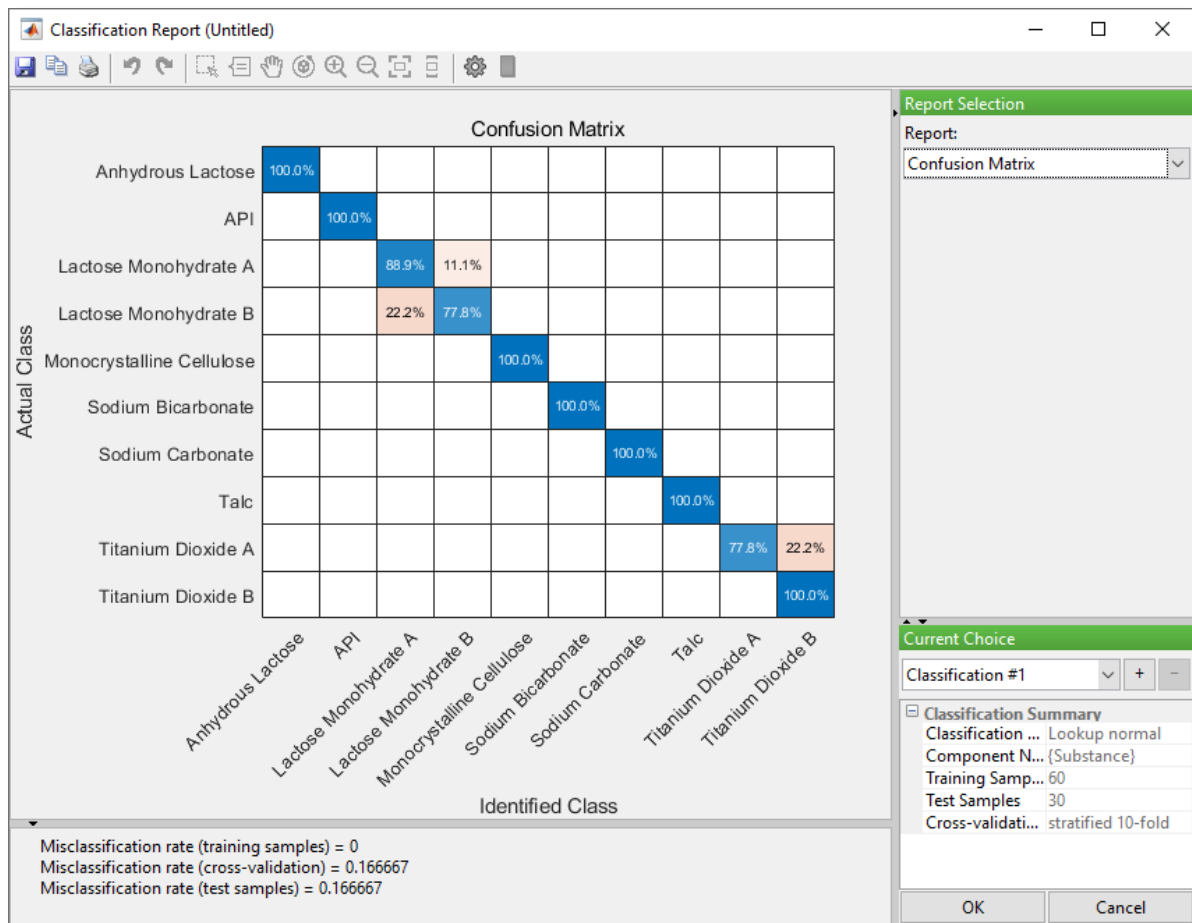 Classification Report (Untitled)
Report Selection
Report:
Confusion Matrix
Confusion Matrix
Actual Class
Anhydrous Lactose
100.0%
API
100.0%
Lactose Monohydrate A
88.9% 11.1%
Lactose Monohydrate B
22.2% 77.8%
Monocrystalline Cellulose
100.0%
Sodium Bicarbonate
100.0%
Sodium Carbonate
100.0%
Talc
100.0%
Titanium Dioxide A
77.8% 22.2%
Titanium Dioxide B
100.0%
Anhydrous Lactose
API
Lactose Monohydrate A
Lactose Monohydrate B
Monocrystalline Cellulose
Sodium Bicarbonate
Sodium Carbonate
Talc
Titanium Dioxide A
Titanium Dioxide B
Identified Class
Current Choice
Classification #1
+ −
Classification Summary
Classification ... Lookup normal
Component N... {Substance}
Training Samp... 60
Test Samples 30
Cross-validati... stratified 10-fold
Misclassification rate (training samples) = 0
Misclassification rate (cross-validation) = 0.166667
Misclassification rate (test samples) = 0.166667
OK Cancel